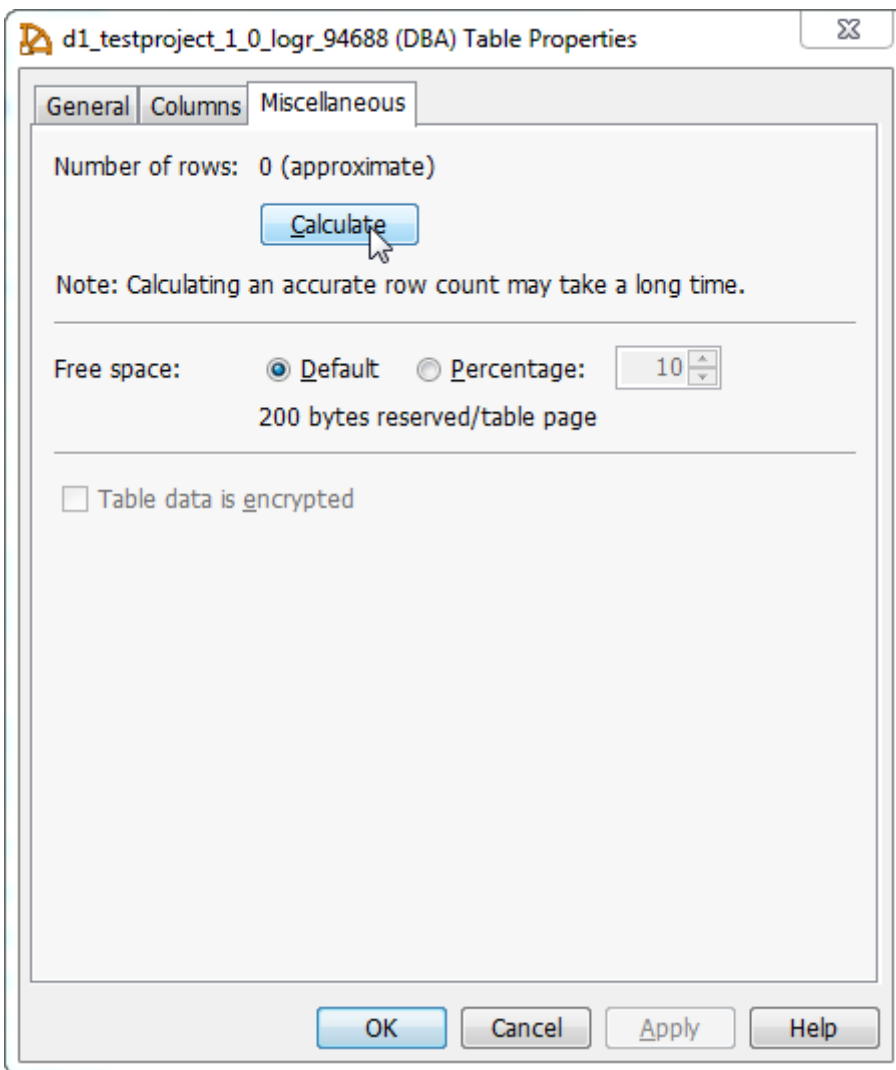 d1_testproject_1_0_logr_94688 (DBA) Table Properties
General Columns Miscellaneous
Number of rows: 0 (approximate)
Calculate
Note: Calculating an accurate row count may take a long time.
Free space: Default Percentage: 10
200 bytes reserved/table page
Table data is encrypted
OK Cancel Apply Help